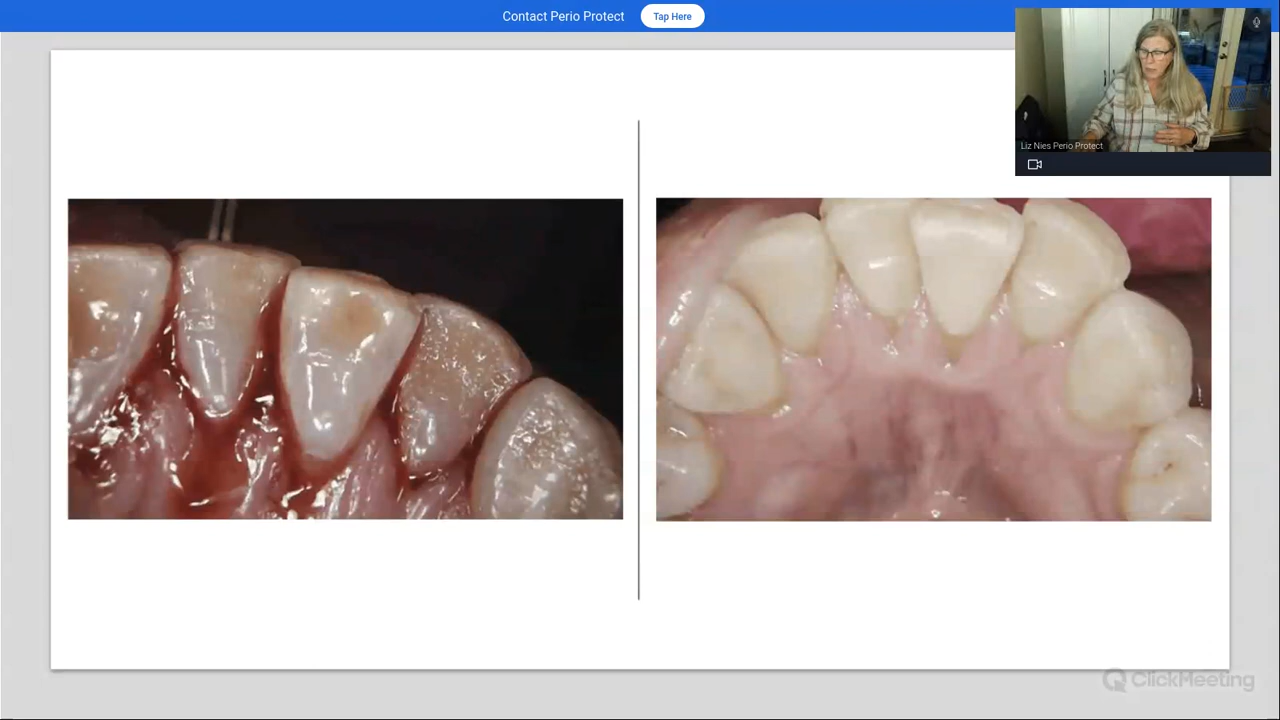 Contact Perio Protect
Tap Here
Liz Nies Perio Protect
ClickMeeting